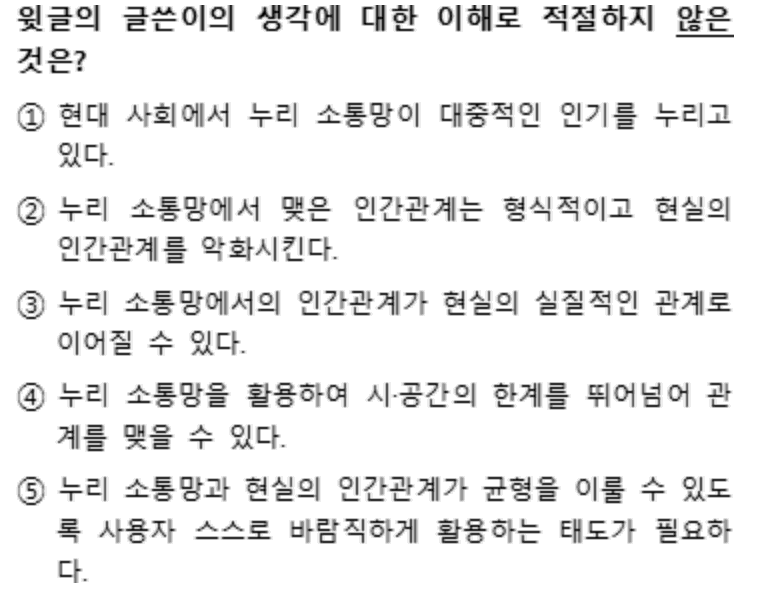 윗글의 글쓴이의 생각에 대한 이해로 적절하지 않은
것은?
① 현대 사회에서 누리 소통망이 대중적인 인기를 누리고
있다.
② 누리 소통망에서 맺은 인간관계는 형식적이고 현실의
인간관계를 악화시킨다.
③ 누리 소통망에서의 인간관계가 현실의 실질적인 관계로
이어질 수 있다.
④ 누리 소통망을 활용하여 시·공간의 한계를 뛰어넘어 관
계를 맺을 수 있다.
⑤ 누리 소통망과 현실의 인간관계가 균형을 이룰 수 있도
록 사용자 스스로 바람직하게 활용하는 태도가 필요하
다.